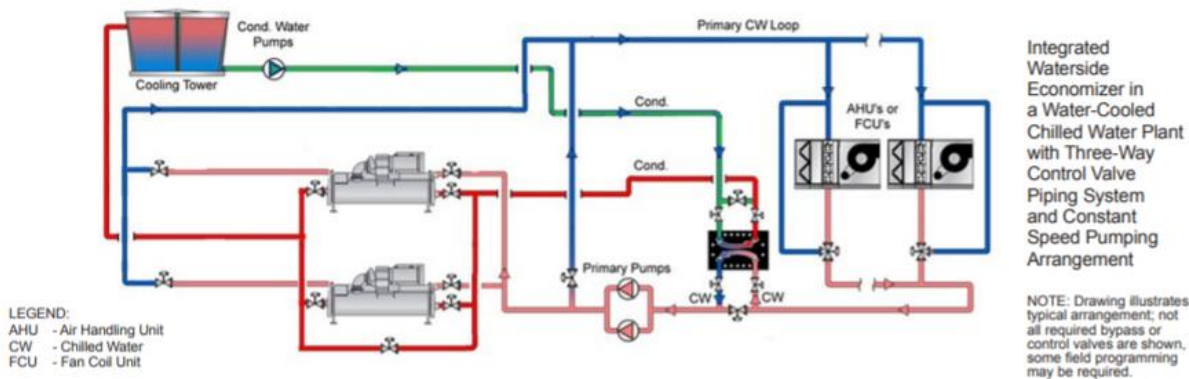 Cond. Water
Pumps
Cooling Tower
Primary CW Loop
Cond.
Cond.
AHU's or
FCU's
Primary Pumps
CW
CW
LEGEND:
AHU - Air Handling Unit
CW - Chilled Water
FCU - Fan Coil Unit
Integrated
Waterside
Economizer in
a Water-Cooled
Chilled Water Plant
with Three-Way
Control Valve
Piping System
and Constant
Speed Pumping
Arrangement
NOTE: Drawing illustrates
typical arrangement; not
all required bypass or
control valves are shown,
some field programming
may be required.